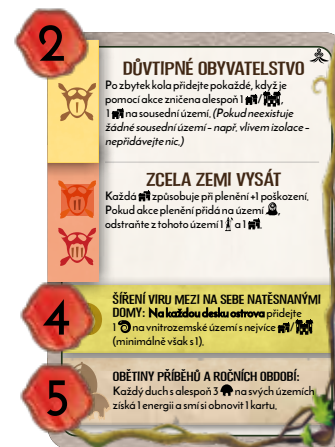 2
DŮVTIPNÉ OBYVATELSTVO
Po zbytek kola přidejte pokaždé, když je
pomocí akce zničena alespoň 1 / ,
1 na sousední území. (Pokud neexistuje
žádné sousední území – např. vlivem izolace –
nepřidávejte nic.)
I
ZCELA ZEMI VYSÁT
Každá způsobuje při plenění +1 poškození.
Pokud akce plenění přidá na území ,
odstraňte z tohoto území 1 a 1 .
II
III
4
ŠÍŘENÍ VIRU MEZI NA SEBE NATĚSNANÝMI
DOMY: Na každou desku ostrova přidejte
1 na vnitrozemské území s nejvíce /
(minimálně však s 1).
5
OBĚTINY PŘÍBĚHŮ A ROČNÍCH OBDOBÍ:
Každý duch s alespoň 3 na svých územích
získá 1 energii a smí si obnovit 1 kartu.